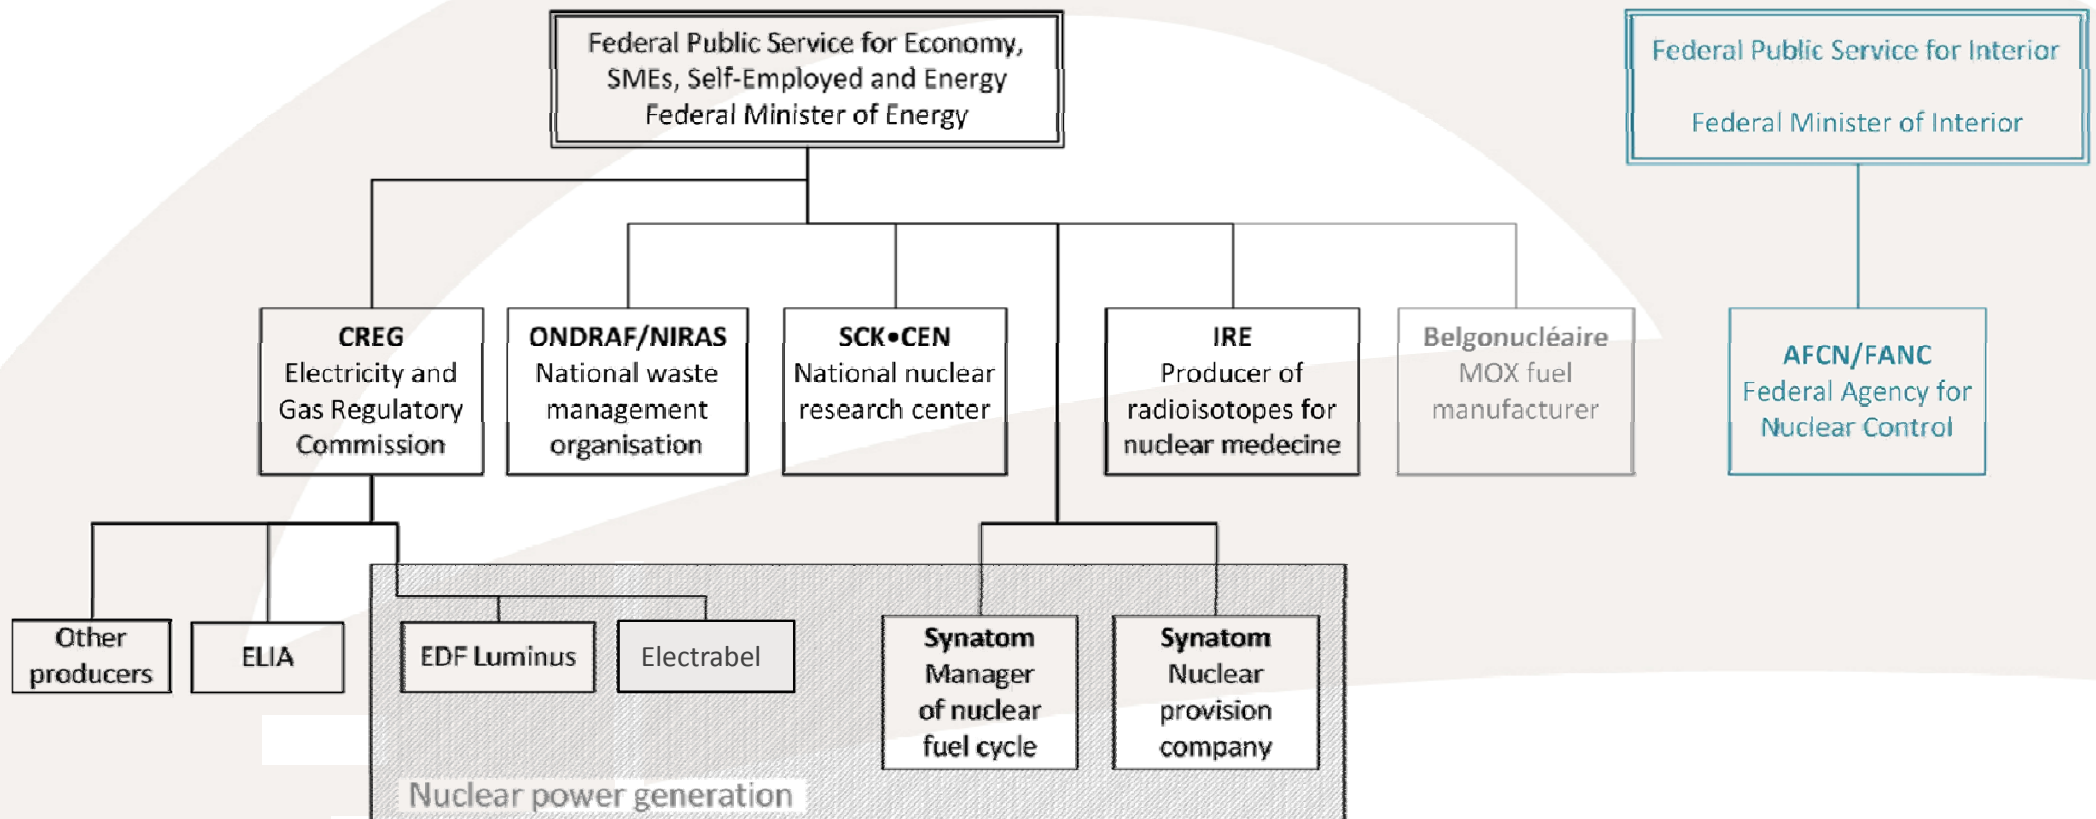 Federal Public Service for Economy,
SMEs, Self-Employed and Energy
Federal Minister of Energy
Federal Public Service for Interior
Federal Minister of Interior
CREG
Electricity and
Gas Regulatory
Commission
ONDRAF/NIRAS
National waste
management
organisation
SCK•CEN
National nuclear
research center
IRE
Producer of
radioisotopes for
nuclear medecine
Belgonucléaire
MOX fuel
manufacturer
AFCN/FANC
Federal Agency for
Nuclear Control
Other
producers
ELIA
EDF Luminus
Electrabel
Synatom
Manager
of nuclear
fuel cycle
Synatom
Nuclear
provision
company
Nuclear power generation